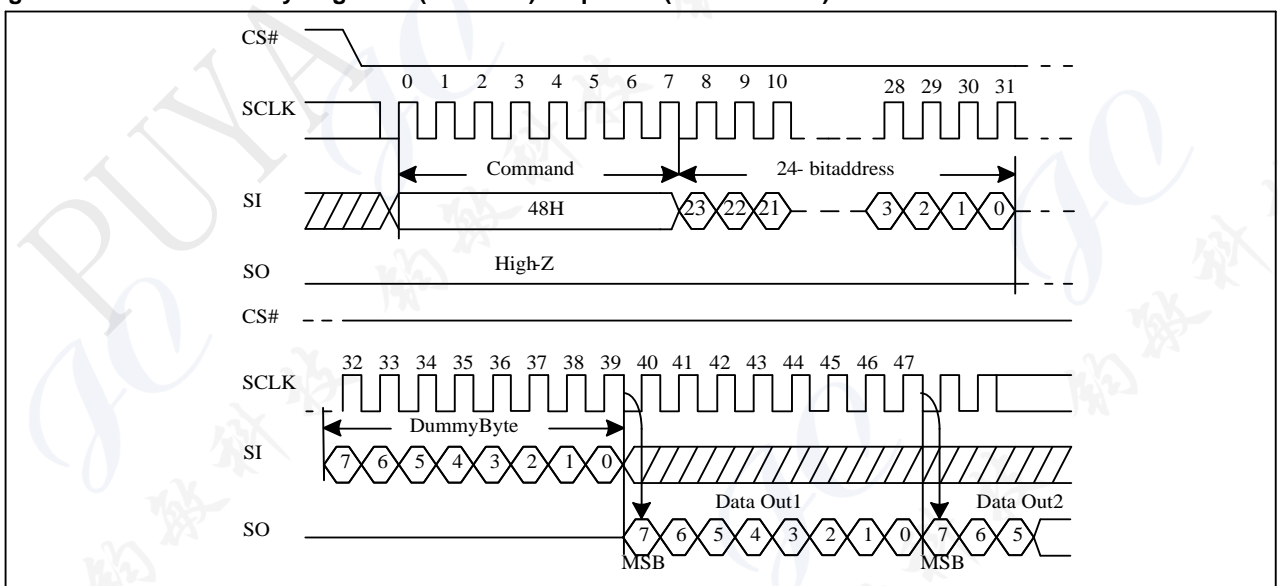 CS#
0 1 2 3 4 5 6 7 8 9 10 28 29 30 31
SCLK
Command 24- bitaddress
SI
48H 23 22 21 3 2 1 0
High-Z
SO
CS#
32 33 34 35 36 37 38 39 40 41 42 43 44 45 46 47
SCLK
DummyByte
SI
7 6 5 4 3 2 1 0
Data Out1 Data Out2
SO
7 6 5 4 3 2 1 0 7 6 5
MSB MSB
PUYA